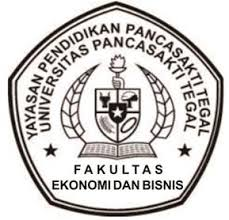 YAYASAN PENDIDIKAN PANCASAKTI TEGAL
UNIVERSITAS PANCASAKTI TEGAL
FAKULTAS
EKONOMI DAN BISNIS